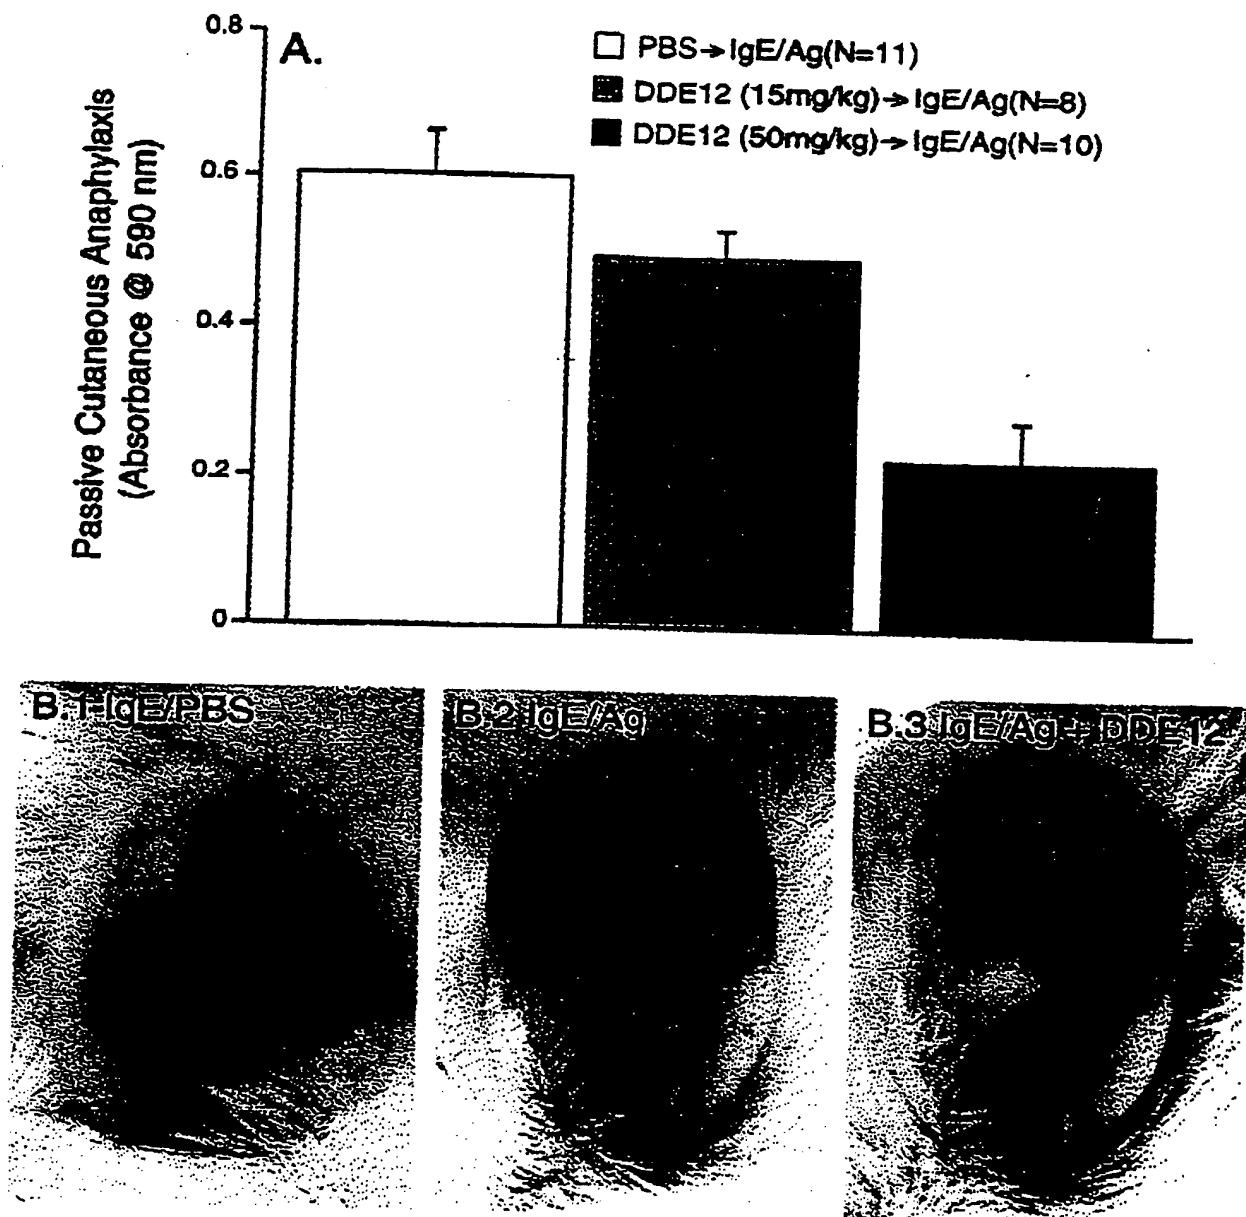 0.8
A.
PBS→IgE/Ag(N=11)
DDE12 (15mg/kg)→IgE/Ag(N=8)
DDE12 (50mg/kg)→IgE/Ag(N=10)
0.6
0.4
0.2
0
Passive Cutaneous Anaphylaxis
(Absorbance @ 590 nm)
B.1 IgE/PBS
B.2 IgE/Ag
B.3 IgE/Ag + DDE12